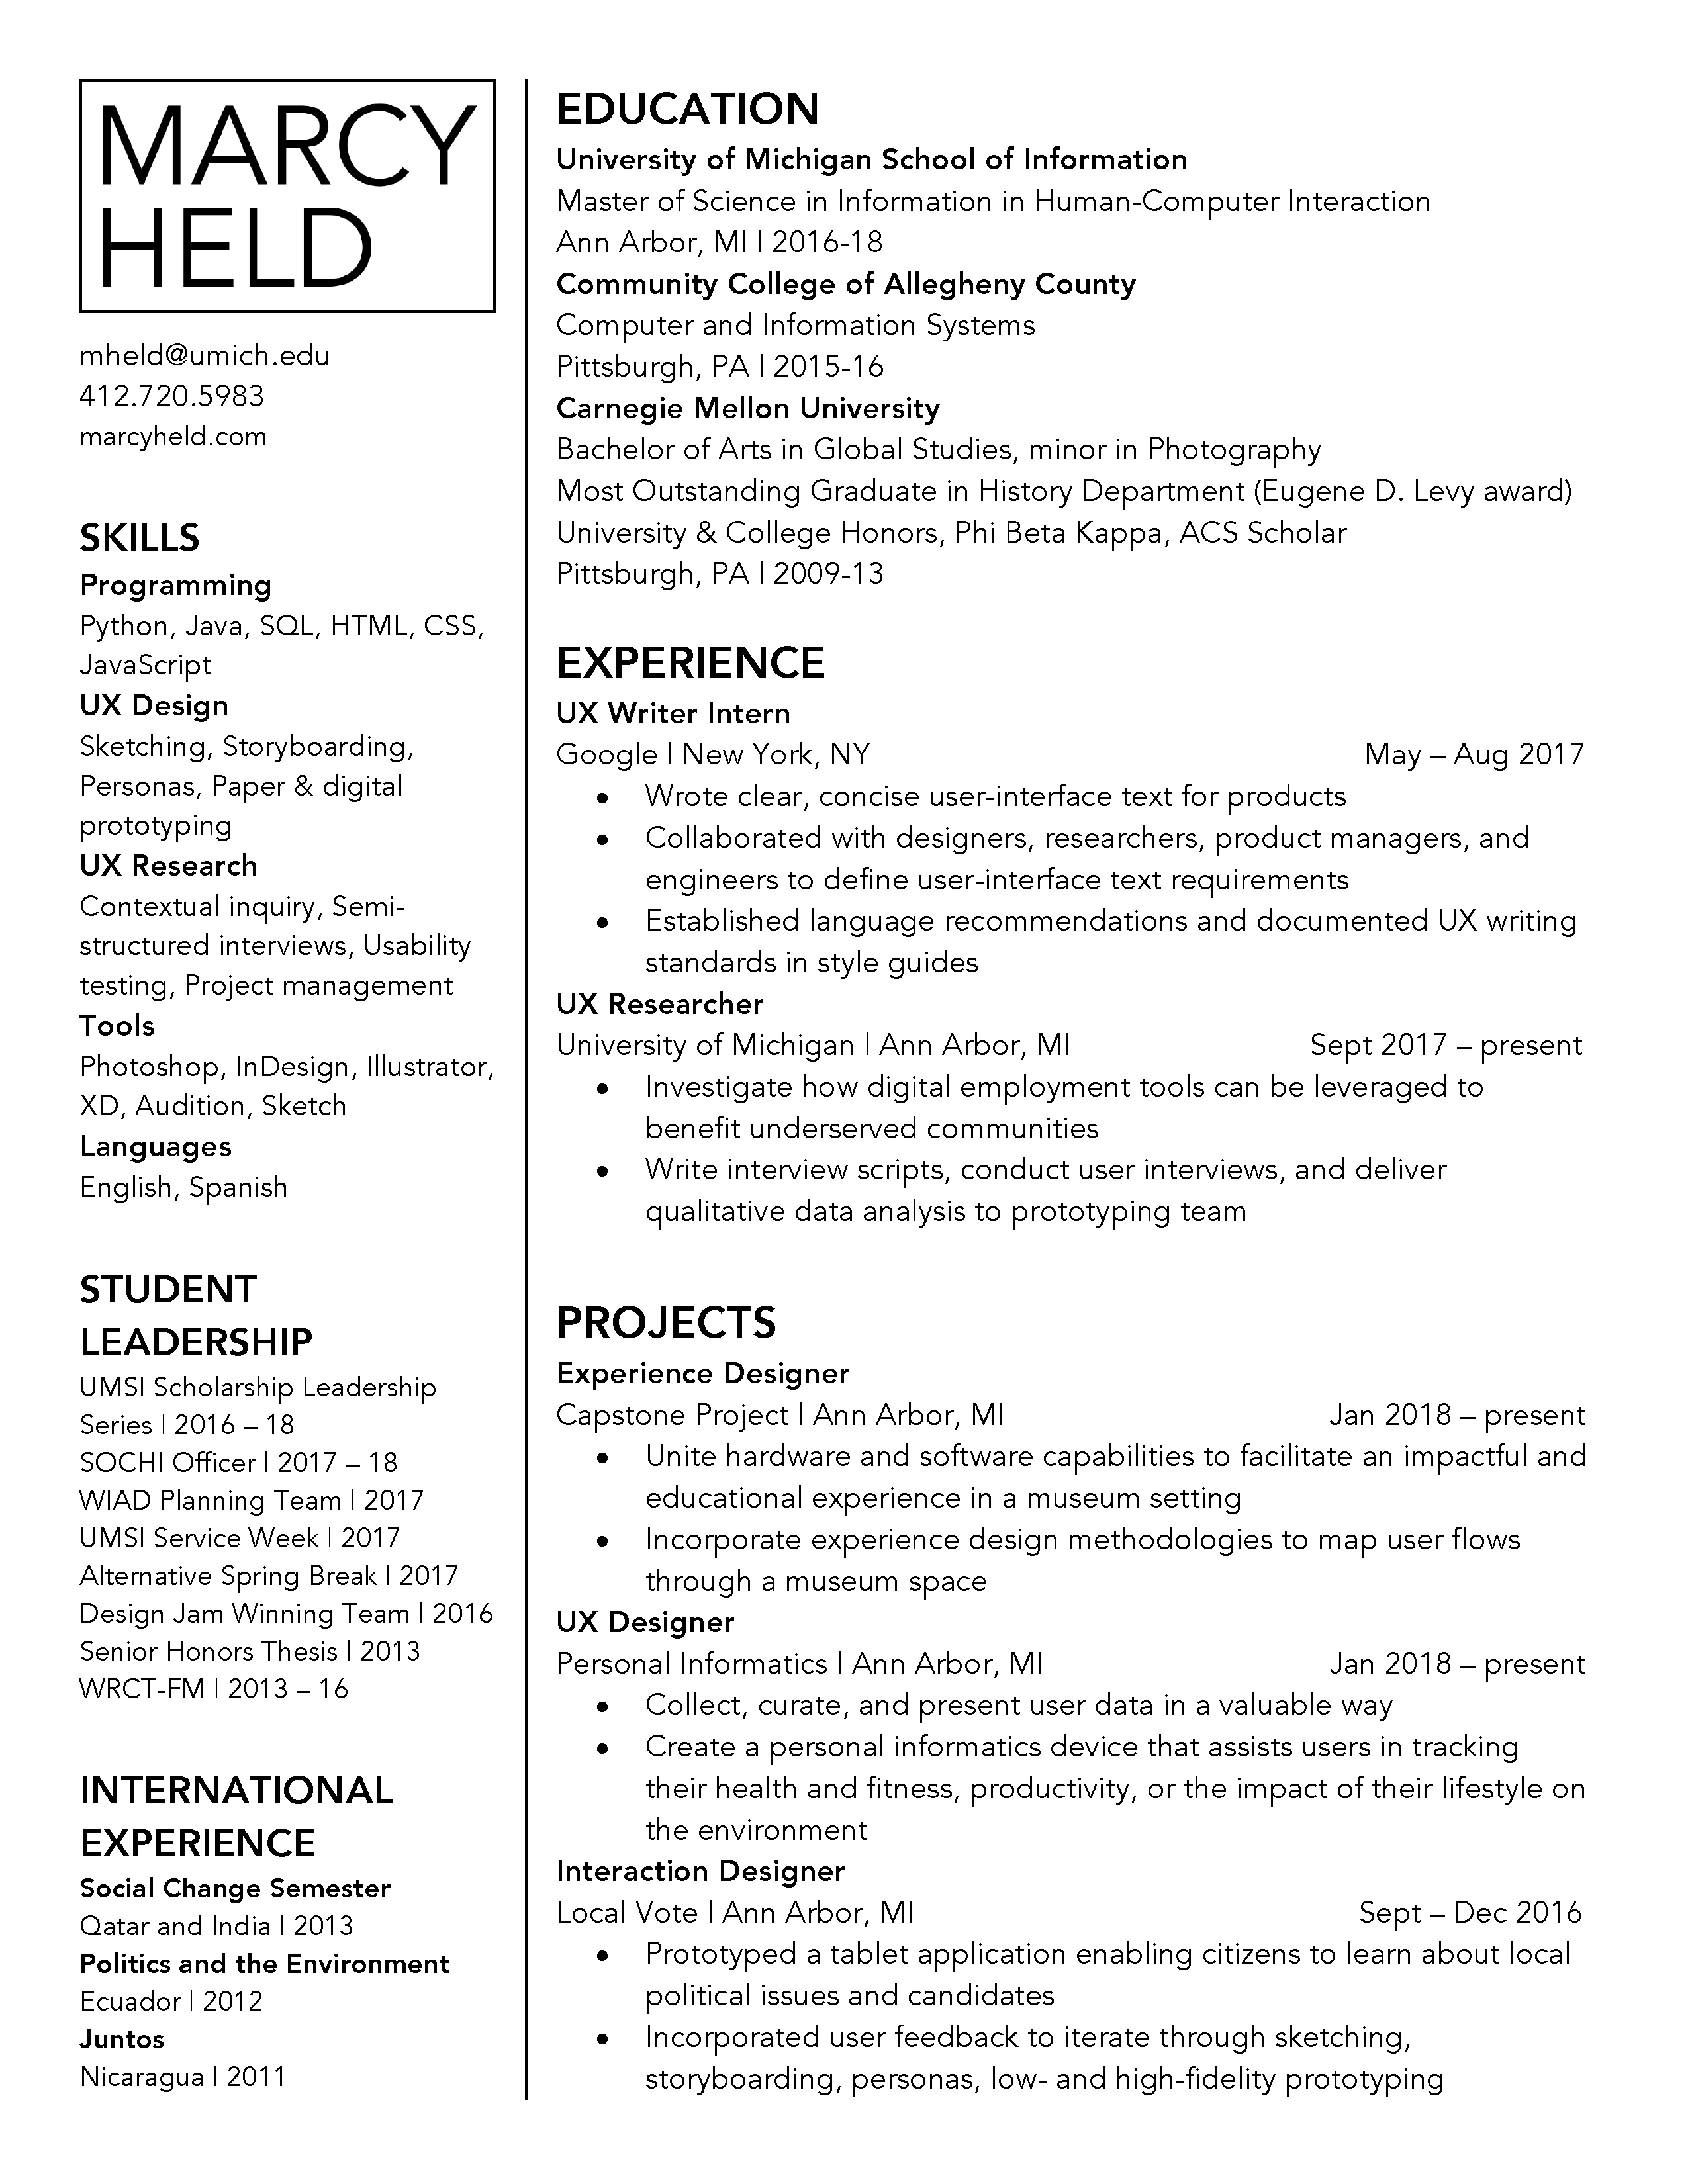 MARCY
HELD
mheld@umich.edu
412.720.5983
marcyheld.com
SKILLS
Programming
Python, Java, SQL, HTML, CSS,
JavaScript
UX Design
Sketching, Storyboarding,
Personas, Paper & digital
prototyping
UX Research
Contextual inquiry, Semi-
structured interviews, Usability
testing, Project management
Tools
Photoshop, InDesign, Illustrator,
XD, Audition, Sketch
Languages
English, Spanish
STUDENT
LEADERSHIP
UMSI Scholarship Leadership
Series | 2016 – 18
SOCHI Officer | 2017 – 18
WIAD Planning Team | 2017
UMSI Service Week | 2017
Alternative Spring Break | 2017
Design Jam Winning Team | 2016
Senior Honors Thesis | 2013
WRCT-FM | 2013 – 16
INTERNATIONAL
EXPERIENCE
Social Change Semester
Qatar and India | 2013
Politics and the Environment
Ecuador | 2012
Juntos
Nicaragua | 2011
EDUCATION
University of Michigan School of Information
Master of Science in Information in Human-Computer Interaction
Ann Arbor, MI | 2016-18
Community College of Allegheny County
Computer and Information Systems
Pittsburgh, PA | 2015-16
Carnegie Mellon University
Bachelor of Arts in Global Studies, minor in Photography
Most Outstanding Graduate in History Department (Eugene D. Levy award)
University & College Honors, Phi Beta Kappa, ACS Scholar
Pittsburgh, PA | 2009-13
EXPERIENCE
UX Writer Intern
Google | New York, NY May – Aug 2017
• Wrote clear, concise user-interface text for products
• Collaborated with designers, researchers, product managers, and
engineers to define user-interface text requirements
• Established language recommendations and documented UX writing
standards in style guides
UX Researcher
University of Michigan | Ann Arbor, MI Sept 2017 – present
• Investigate how digital employment tools can be leveraged to
benefit underserved communities
• Write interview scripts, conduct user interviews, and deliver
qualitative data analysis to prototyping team
PROJECTS
Experience Designer
Capstone Project | Ann Arbor, MI Jan 2018 – present
• Unite hardware and software capabilities to facilitate an impactful and
educational experience in a museum setting
• Incorporate experience design methodologies to map user flows
through a museum space
UX Designer
Personal Informatics | Ann Arbor, MI Jan 2018 – present
• Collect, curate, and present user data in a valuable way
• Create a personal informatics device that assists users in tracking
their health and fitness, productivity, or the impact of their lifestyle on
the environment
Interaction Designer
Local Vote | Ann Arbor, MI Sept – Dec 2016
• Prototyped a tablet application enabling citizens to learn about local
political issues and candidates
• Incorporated user feedback to iterate through sketching,
storyboarding, personas, low- and high-fidelity prototyping